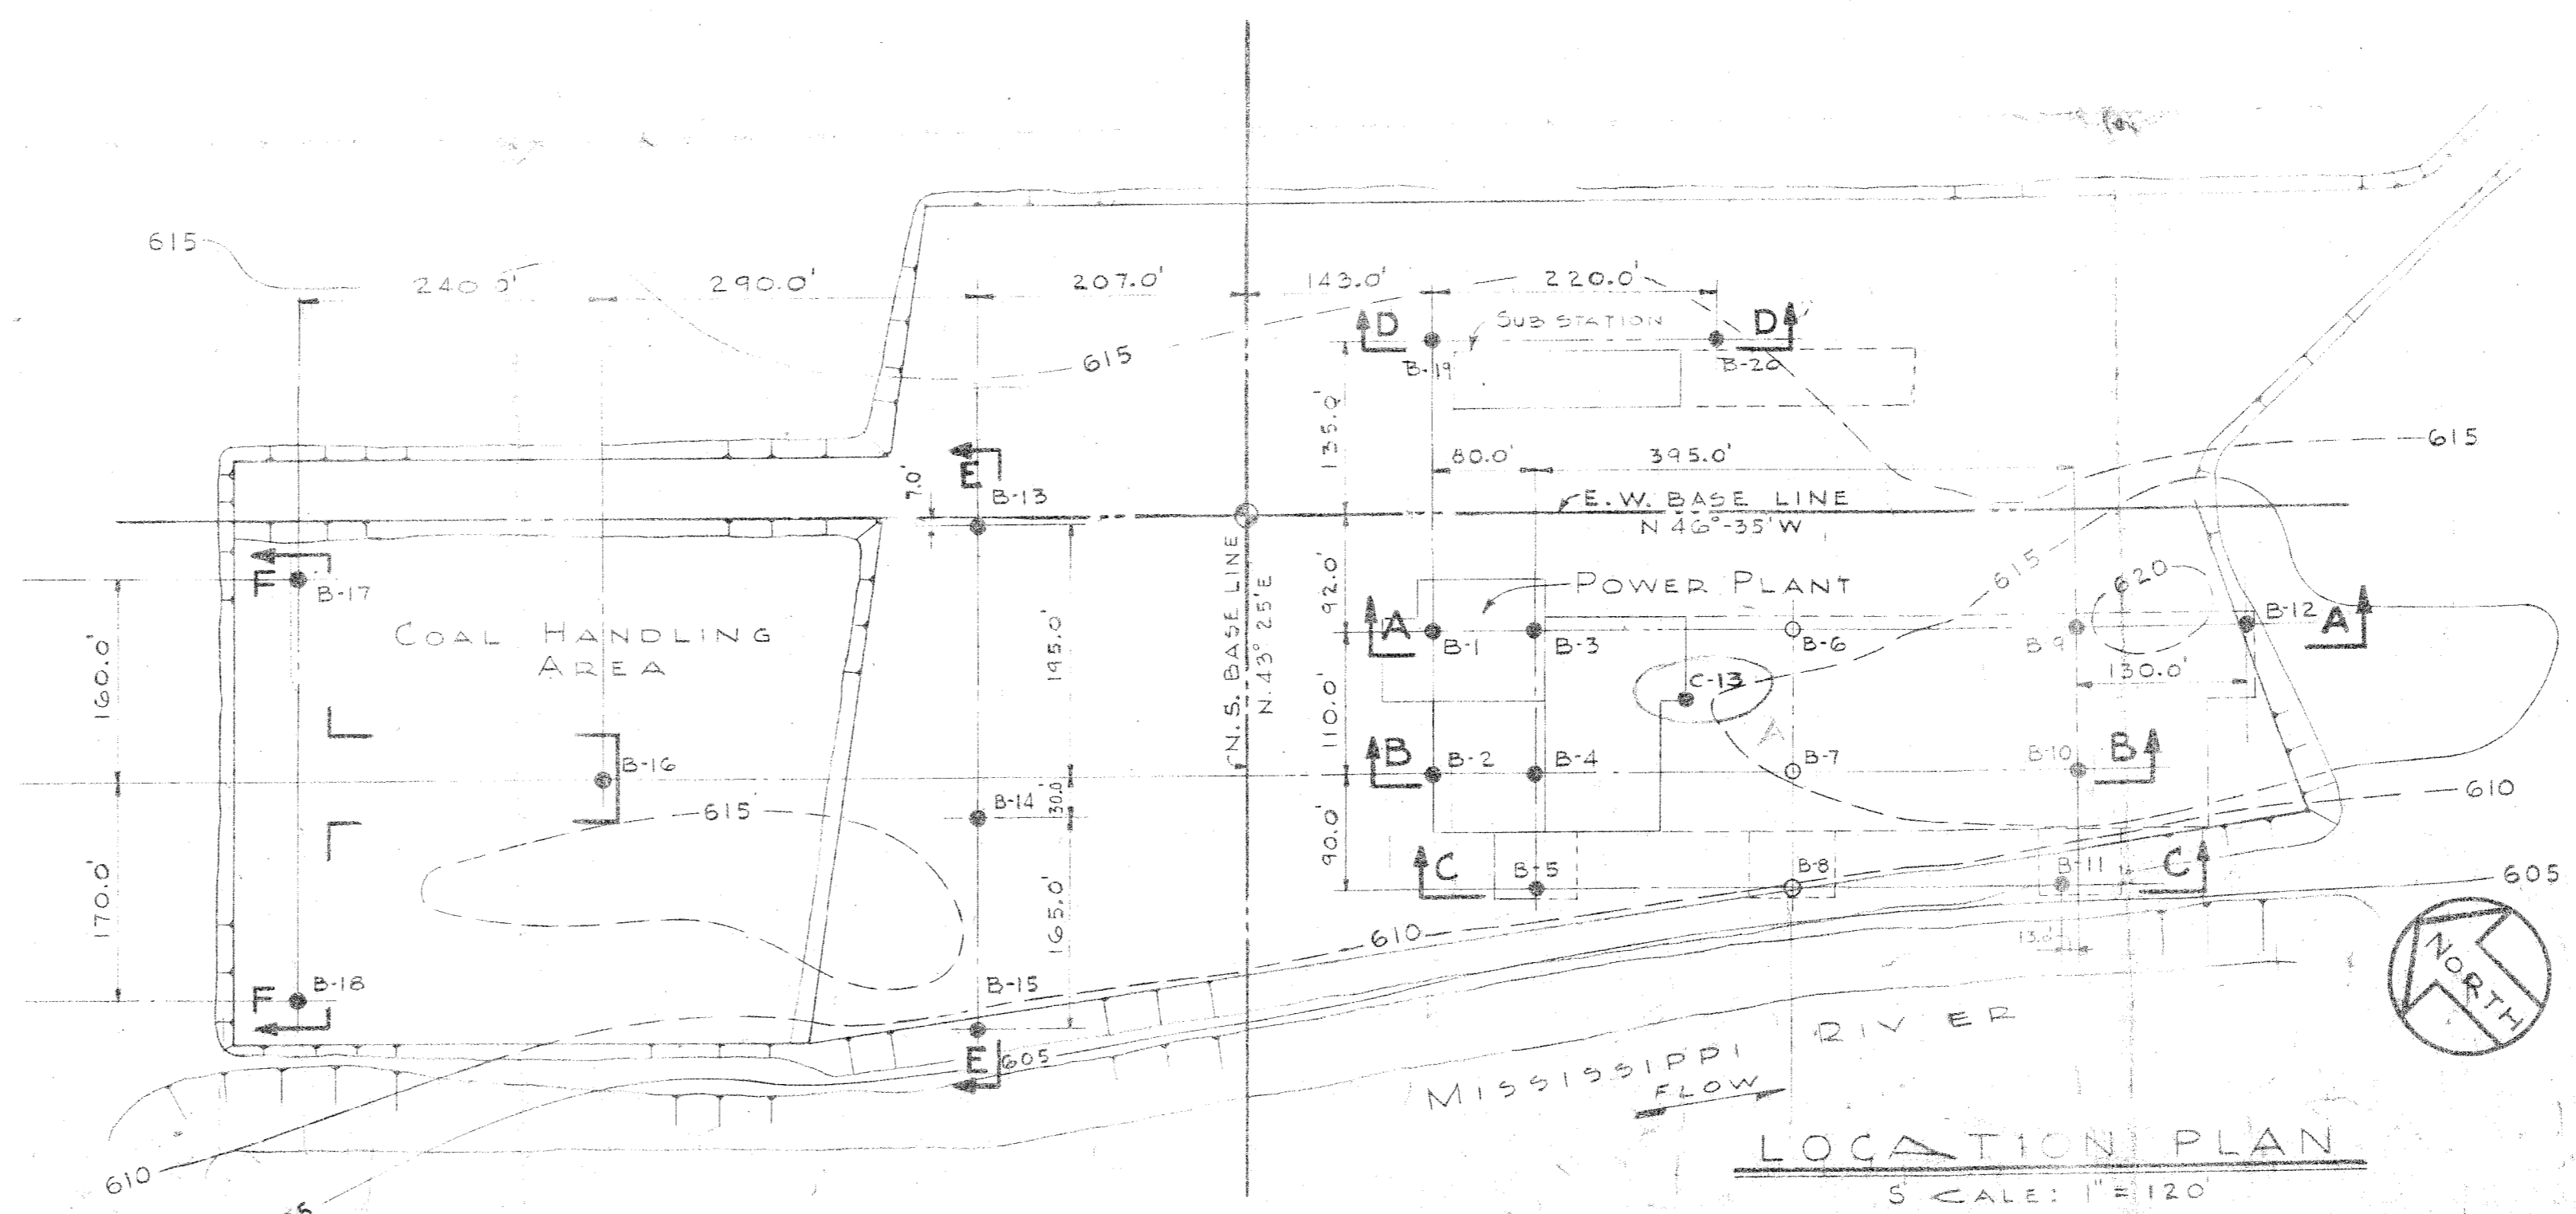 615
240.0'
290.0'
207.0'
143.0'
220.0'
D
SUB STATION
D
B-19
B-20
615
135.0'
80.0'
395.0'
615
E
7.0'
B-13
E.W. BASE LINE
N 46°-35'W
N.S. BASE LINE
N. 43° 25'E
F
B-17
COAL HANDLING
AREA
160.0'
195.0'
92.0'
POWER PLANT
615
620
A
B-1
B-3
B-6
B-9
B-12
A
130.0'
C-13
A
110.0'
B
B-2
B-4
B-7
B-10
B
B-16
B-14
30.0'
615
610
170.0'
165.0'
90.0'
C
B-5
B-8
B-11
C
605
610
13.0'
NORTH
F
B-18
B-15
E
605
MISSISSIPPI RIVER
FLOW
610
LOCATION PLAN
SCALE: 1"=120'